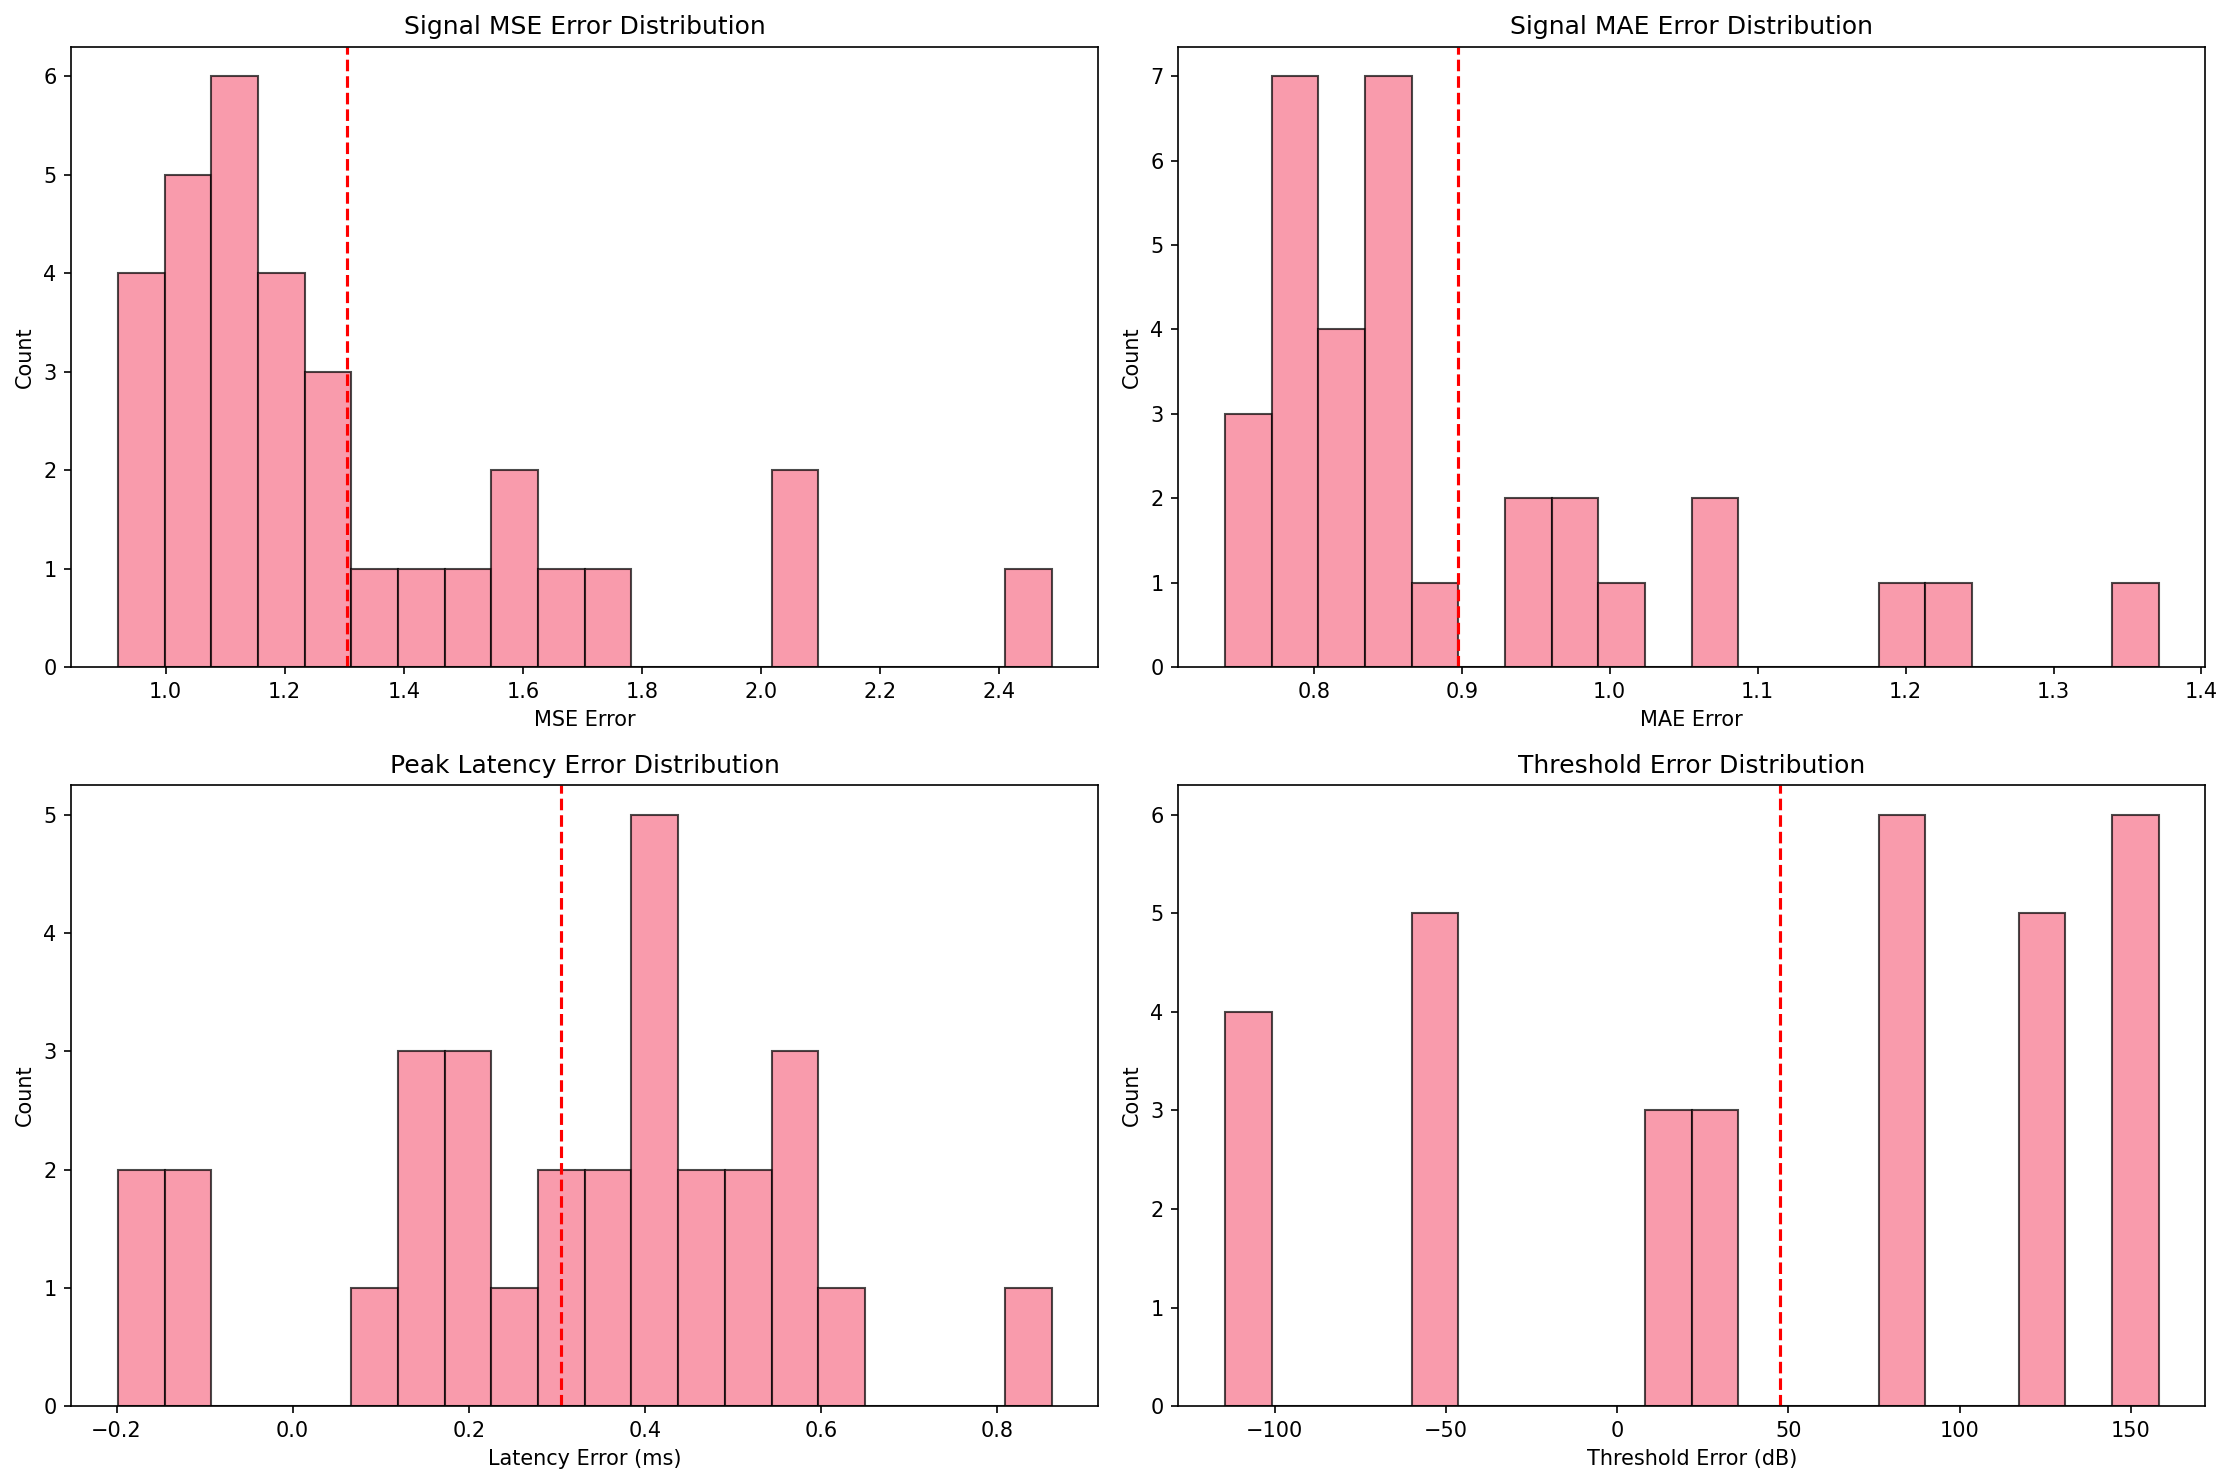 Signal MSE Error Distribution
Count
6
5
4
3
2
1
0
1.0 1.2 1.4 1.6 1.8 2.0 2.2 2.4
MSE Error
Signal MAE Error Distribution
Count
7
6
5
4
3
2
1
0
0.8 0.9 1.0 1.1 1.2 1.3 1.4
MAE Error
Peak Latency Error Distribution
Count
5
4
3
2
1
0
−0.2 0.0 0.2 0.4 0.6 0.8
Latency Error (ms)
Threshold Error Distribution
Count
6
5
4
3
2
1
0
−100 −50 0 50 100 150
Threshold Error (dB)